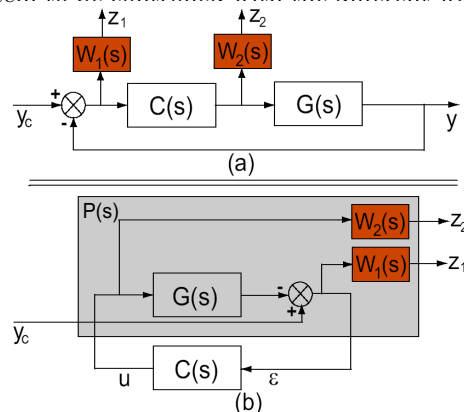 z1 z2
W1(s) W2(s)
+ C(s) G(s)
yc - y
(a)
P(s)
W2(s) z2
W1(s) z1
G(s) -
+
yc
C(s)
u ε
(b)